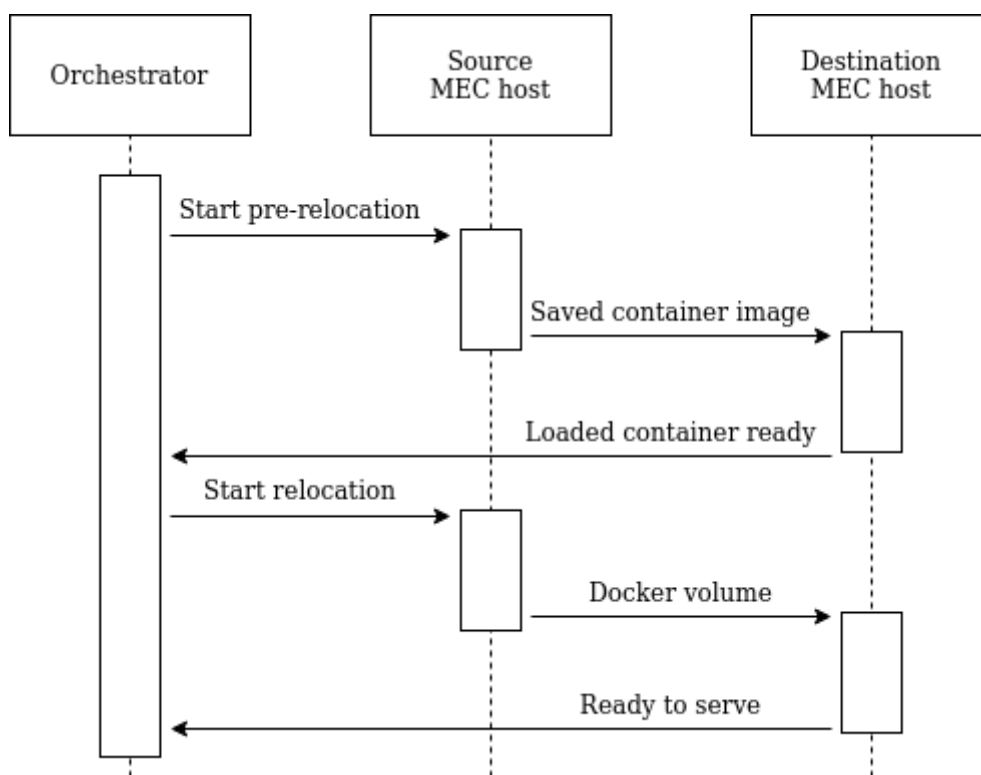 Orchestrator
Source
MEC host
Destination
MEC host
Start pre-relocation
Saved container image
Loaded container ready
Start relocation
Docker volume
Ready to serve